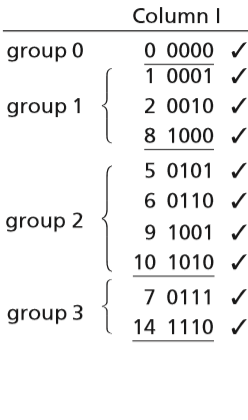 Column I
group 0 0 0000 ✓
1 0001 ✓
group 1 2 0010 ✓
8 1000 ✓
5 0101 ✓
6 0110 ✓
group 2 9 1001 ✓
10 1010 ✓
7 0111 ✓
group 3 14 1110 ✓